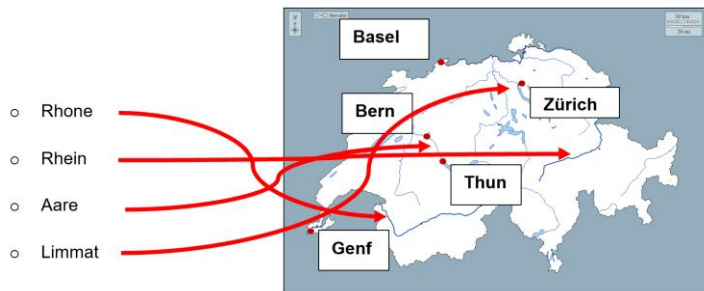 Rhone
Rhein
Aare
Limmat
Basel
Bern
Zürich
Thun
Genf
N